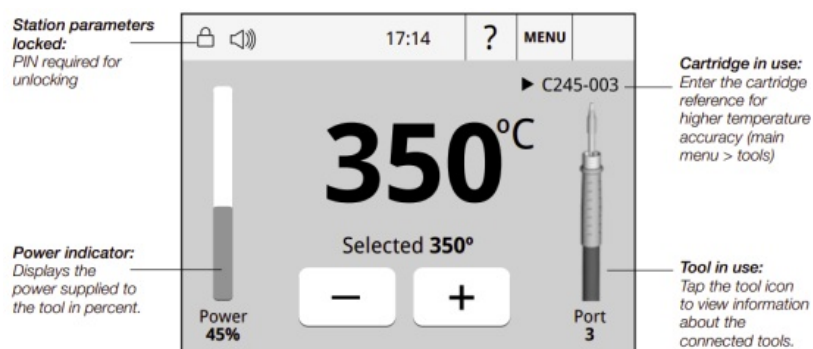 Station parameters
locked:
PIN required for
unlocking
17:14
?
MENU
Cartridge in use:
Enter the cartridge
reference for
higher temperature
accuracy (main
menu > tools)
▶ C245-003
350ºC
Selected 350º
− +
Power indicator:
Displays the
power supplied to
the tool in percent.
Power
45%
Port
3
Tool in use:
Tap the tool icon
to view information
about the
connected tools.